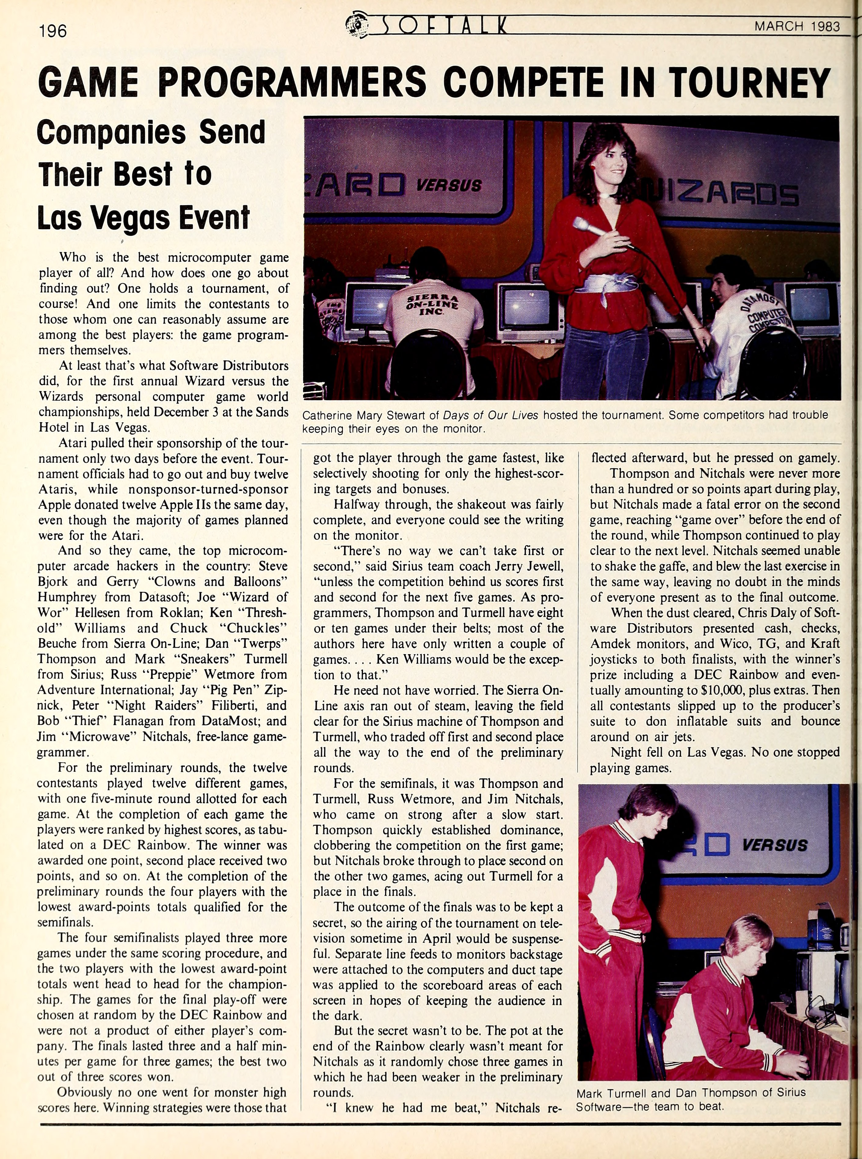 196
SOFTALK
MARCH 1983
GAME PROGRAMMERS COMPETE IN TOURNEY
Companies Send
Their Best to
Las Vegas Event
Who is the best microcomputer game
player of all? And how does one go about
finding out? One holds a tournament, of
course! And one limits the contestants to
those whom one can reasonably assume are
among the best players: the game program-
mers themselves.
At least that's what Software Distributors
did, for the first annual Wizard versus the
Wizards personal computer game world
championships, held December 3 at the Sands
Hotel in Las Vegas.
Atari pulled their sponsorship of the tour-
nament only two days before the event. Tour-
nament officials had to go out and buy twelve
Ataris, while nonsponsor-turned-sponsor
Apple donated twelve Apple IIs the same day,
even though the majority of games planned
were for the Atari.
And so they came, the top microcom-
puter arcade hackers in the country: Steve
Bjork and Gerry "Clowns and Balloons"
Humphrey from Datasoft; Joe "Wizard of
Wor" Hellesen from Roklan; Ken "Thresh-
old" Williams and Chuck "Chuckles"
Beuche from Sierra On-Line; Dan "Twerps"
Thompson and Mark "Sneakers" Turmell
from Sirius; Russ "Preppie" Wetmore from
Adventure International; Jay "Pig Pen" Zip-
nick, Peter "Night Raiders" Filiberti, and
Bob "Thief" Flanagan from DataMost; and
Jim "Microwave" Nitchals, free-lance game-
grammer.
For the preliminary rounds, the twelve
contestants played twelve different games,
with one five-minute round allotted for each
game. At the completion of each game the
players were ranked by highest scores, as tabu-
lated on a DEC Rainbow. The winner was
awarded one point, second place received two
points, and so on. At the completion of the
preliminary rounds the four players with the
lowest award-points totals qualified for the
semifinals.
The four semifinalists played three more
games under the same scoring procedure, and
the two players with the lowest award-point
totals went head to head for the champion-
ship. The games for the final play-off were
chosen at random by the DEC Rainbow and
were not a product of either player's com-
pany. The finals lasted three and a half min-
utes per game for three games; the best two
out of three scores won.
Obviously no one went for monster high
scores here. Winning strategies were those that
ZARD VERSUS
WIZARDS
SIERRA
ON-LINE
INC.
DATAMOST
COMPUTER
COMPETITION
Catherine Mary Stewart of Days of Our Lives hosted the tournament. Some competitors had trouble
keeping their eyes on the monitor.
got the player through the game fastest, like
selectively shooting for only the highest-scor-
ing targets and bonuses.
Halfway through, the shakeout was fairly
complete, and everyone could see the writing
on the monitor.
"There's no way we can't take first or
second," said Sirius team coach Jerry Jewell,
"unless the competition behind us scores first
and second for the next five games. As pro-
grammers, Thompson and Turmell have eight
or ten games under their belts; most of the
authors here have only written a couple of
games. . . . Ken Williams would be the excep-
tion to that."
He need not have worried. The Sierra On-
Line axis ran out of steam, leaving the field
clear for the Sirius machine of Thompson and
Turmell, who traded off first and second place
all the way to the end of the preliminary
rounds.
For the semifinals, it was Thompson and
Turmell, Russ Wetmore, and Jim Nitchals,
who came on strong after a slow start.
Thompson quickly established dominance,
clobbering the competition on the first game;
but Nitchals broke through to place second on
the other two games, acing out Turmell for a
place in the finals.
The outcome of the finals was to be kept a
secret, so the airing of the tournament on tele-
vision sometime in April would be suspense-
ful. Separate line feeds to monitors backstage
were attached to the computers and duct tape
was applied to the scoreboard areas of each
screen in hopes of keeping the audience in
the dark.
But the secret wasn't to be. The pot at the
end of the Rainbow clearly wasn't meant for
Nitchals as it randomly chose three games in
which he had been weaker in the preliminary
rounds.
"I knew he had me beat," Nitchals re-
flected afterward, but he pressed on gamely.
Thompson and Nitchals were never more
than a hundred or so points apart during play,
but Nitchals made a fatal error on the second
game, reaching "game over" before the end of
the round, while Thompson continued to play
clear to the next level. Nitchals seemed unable
to shake the gaffe, and blew the last exercise in
the same way, leaving no doubt in the minds
of everyone present as to the final outcome.
When the dust cleared, Chris Daly of Soft-
ware Distributors presented cash, checks,
Amdek monitors, and Wico, TG, and Kraft
joysticks to both finalists, with the winner's
prize including a DEC Rainbow and even-
tually amounting to $10,000, plus extras. Then
all contestants slipped up to the producer's
suite to don inflatable suits and bounce
around on air jets.
Night fell on Las Vegas. No one stopped
playing games.
RD VERSUS
Mark Turmell and Dan Thompson of Sirius
Software—the team to beat.